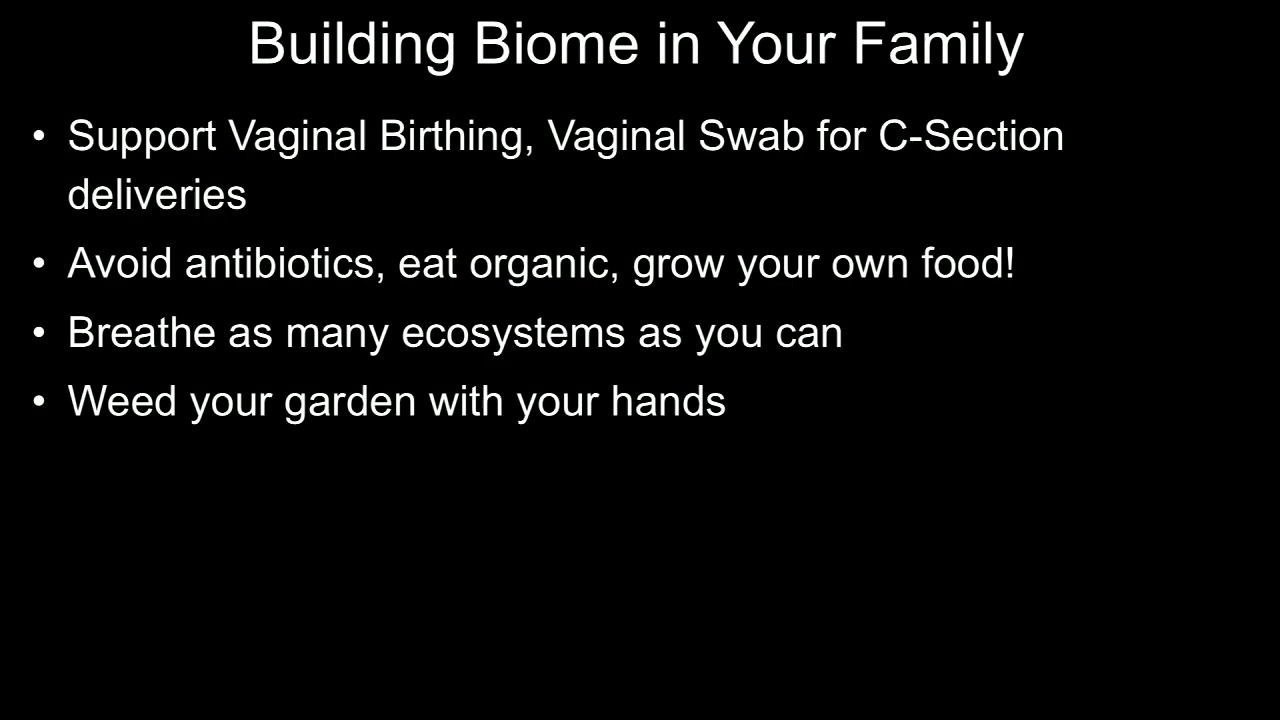 Building Biome in Your Family
• Support Vaginal Birthing, Vaginal Swab for C-Section
deliveries
• Avoid antibiotics, eat organic, grow your own food!
• Breathe as many ecosystems as you can
• Weed your garden with your hands